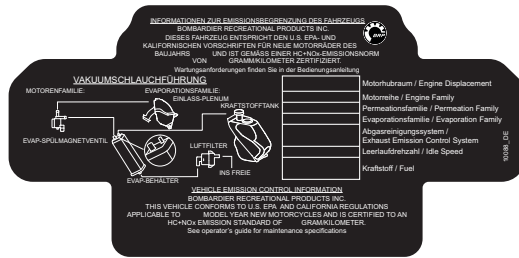 INFORMATIONEN ZUR EMISSIONSBEGRENZUNG DES FAHRZEUGS
BOMBARDIER RECREATIONAL PRODUCTS INC.
DIESES FAHRZEUG ENTSPRICHT DEN U.S. EPA- UND
KALIFORNISCHEN VORSCHRIFTEN FÜR NEUE MOTORRÄDER DES
BAUJAHRS UND IST GEMÄSS EINER HC+NOx-EMISSIONSNORM
VON GRAMM/KILOMETER ZERTIFIZIERT.
Wartungsanforderungen finden Sie in der Bedienungsanleitung
brp
VAKUUMSCHLAUCHFÜHRUNG
MOTORENFAMILIE:
EVAPORATIONSFAMILIE:
EINLASS-PLENUM
KRAFTSTOFFTANK
EVAP-SPÜLMAGNETVENTIL
LUFTFILTER
INS FREIE
EVAP-BEHÄLTER
Motorhubraum / Engine Displacement
Motorreihe / Engine Family
Permeationsfamilie / Permeation Family
Evaporationsfamilie / Evaporation Family
Abgasreinigungssystem /
Exhaust Emission Control System
Leerlaufdrehzahl / Idle Speed
Kraftstoff / Fuel
10088_DE
VEHICLE EMISSION CONTROL INFORMATION
BOMBARDIER RECREATIONAL PRODUCTS INC.
THIS VEHICLE CONFORMS TO U.S. EPA AND CALIFORNIA REGULATIONS
APPLICABLE TO MODEL YEAR NEW MOTORCYCLES AND IS CERTIFIED TO AN
HC+NOx EMISSION STANDARD OF GRAM/KILOMETER.
See operator's guide for maintenance specifications